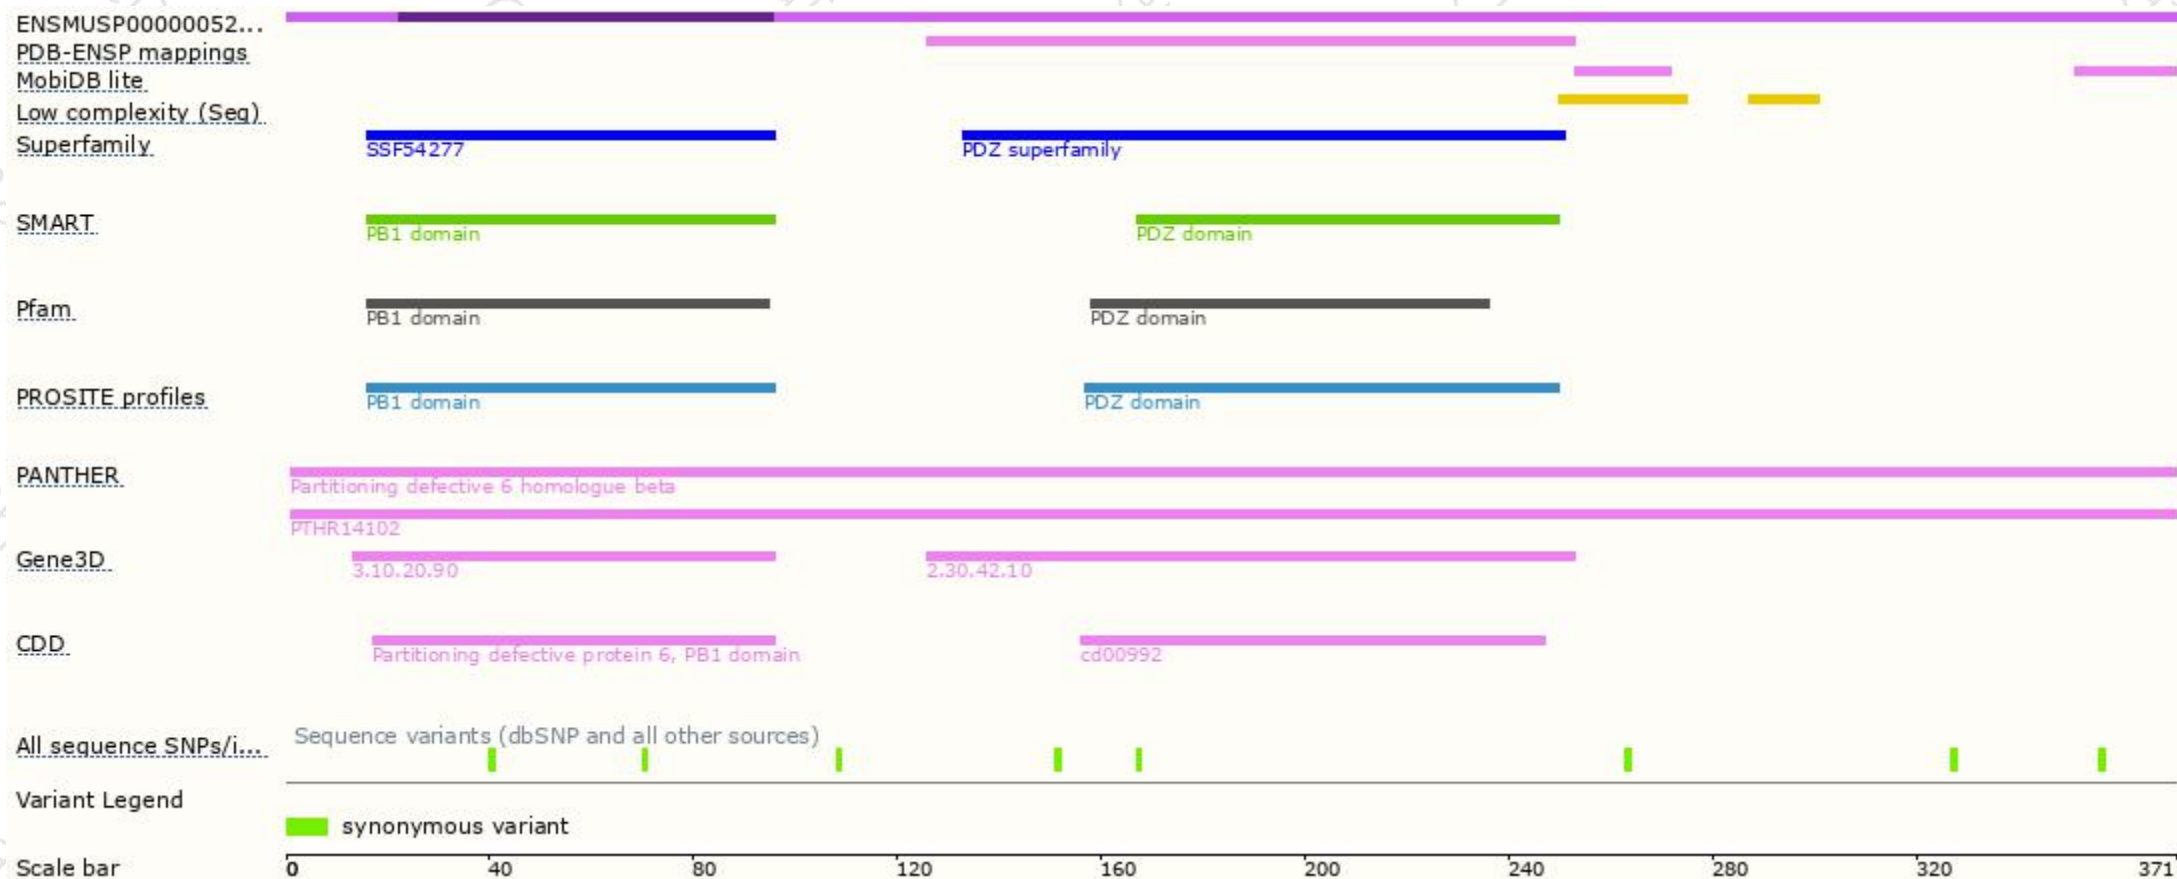 ENSMUSP00000052...
PDB-ENSP mappings
MobiDB lite
Low complexity (Seg)
Superfamily
SSF54277
PDZ superfamily
SMART
PB1 domain
PDZ domain
Pfam
PB1 domain
PDZ domain
PROSITE profiles
PB1 domain
PDZ domain
PANTHER
Partitioning defective 6 homologue beta
PTHR14102
Gene3D
3.10.20.90
2.30.42.10
CDD
Partitioning defective protein 6, PB1 domain
cd00992
Sequence variants (dbSNP and all other sources)
All sequence SNPs/i...
Variant Legend
synonymous variant
Scale bar
0 40 80 120 160 200 240 280 320 371